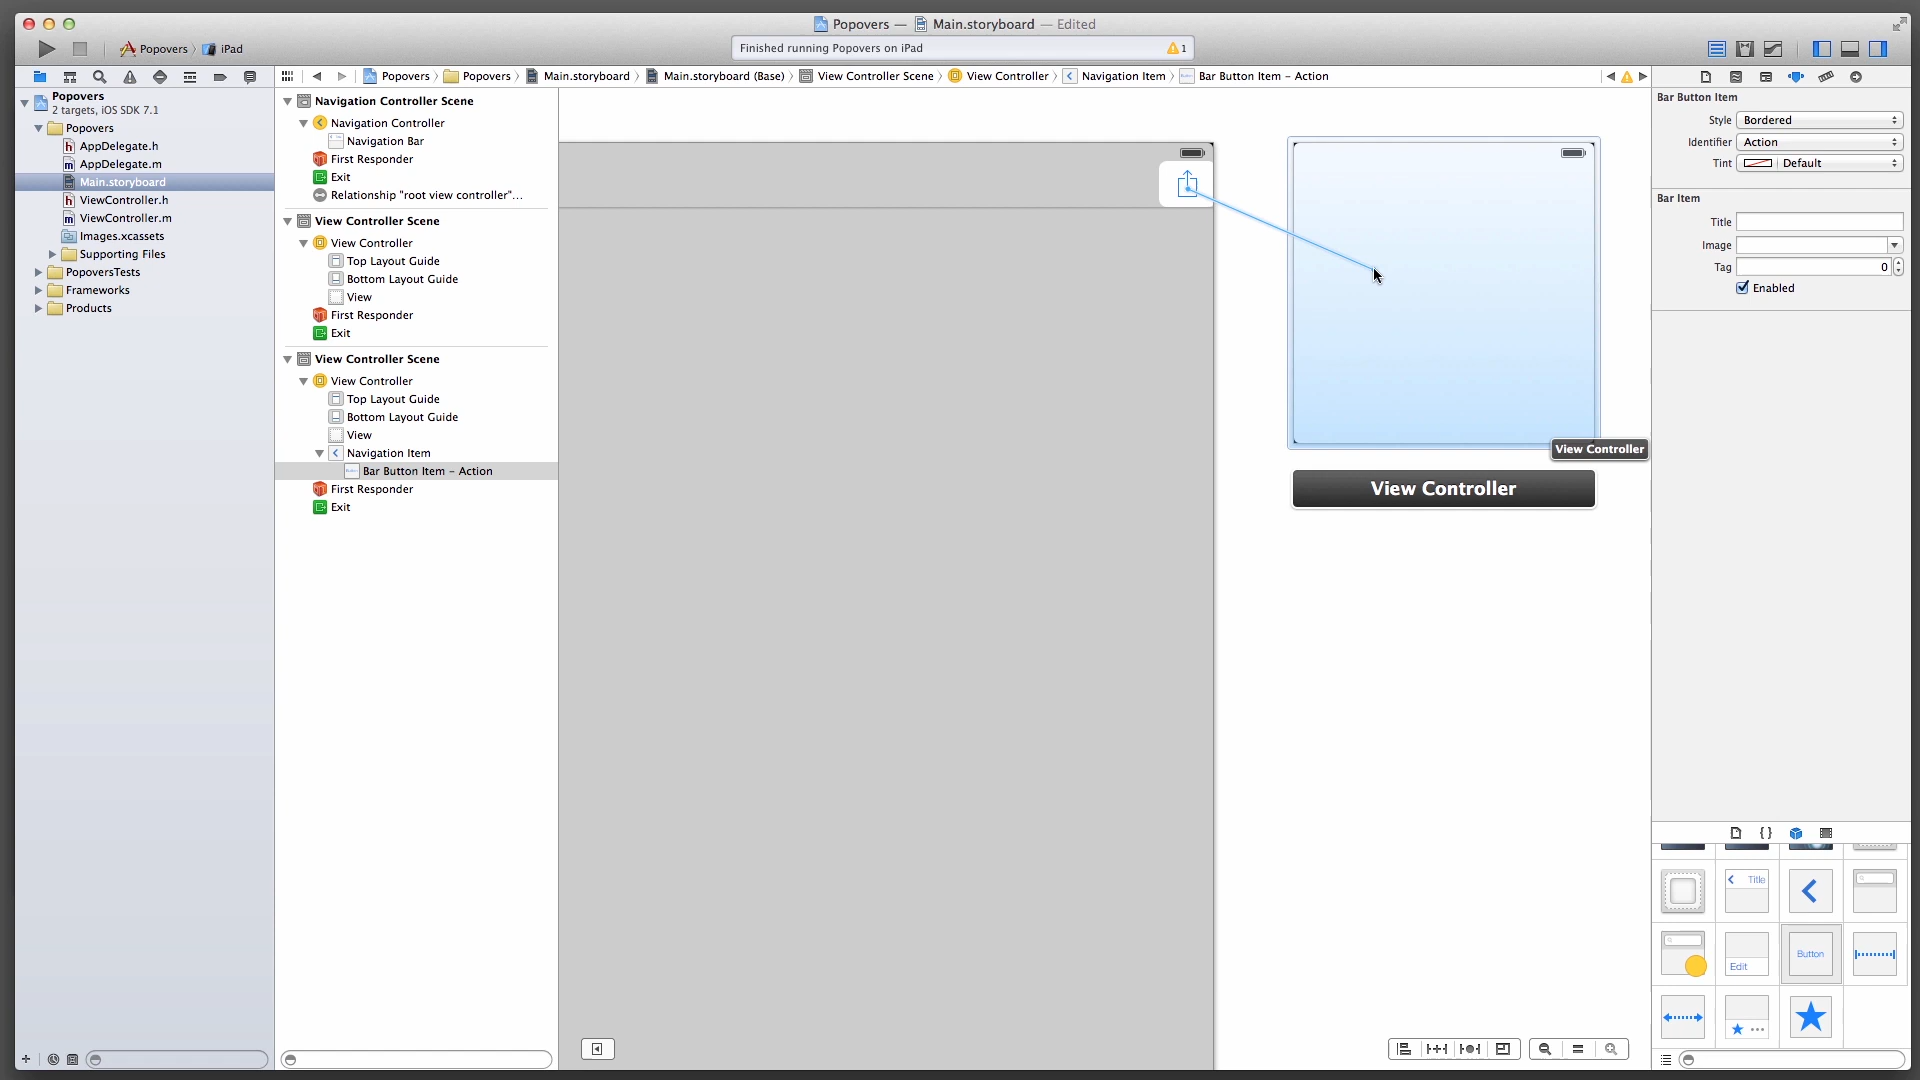 Popovers — Main.storyboard — Edited
Popovers iPad
Finished running Popovers on iPad 1
Popovers Popovers Main.storyboard Main.storyboard (Base) View Controller Scene View Controller Navigation Item Bar Button Item – Action
Popovers
2 targets, iOS SDK 7.1
Popovers
h AppDelegate.h
m AppDelegate.m
Main.storyboard
h ViewController.h
m ViewController.m
Images.xcassets
Supporting Files
PopoversTests
Frameworks
Products
Navigation Controller Scene
Navigation Controller
Navigation Bar
First Responder
Exit
Relationship "root view controller"...
View Controller Scene
View Controller
Top Layout Guide
Bottom Layout Guide
View
First Responder
Exit
View Controller Scene
View Controller
Top Layout Guide
Bottom Layout Guide
View
Navigation Item
Bar Button Item – Action
First Responder
Exit
View Controller
View Controller
Bar Button Item
Style Bordered
Identifier Action
Tint Default
Bar Item
Title
Image
Tag 0
Enabled
{ }
Title
Edit
Button